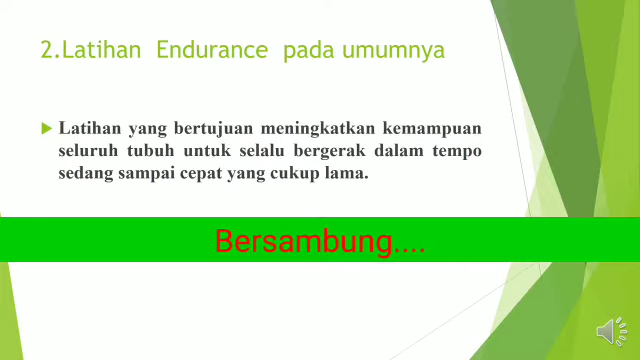 2.Latihan Endurance pada umumnya
Latihan yang bertujuan meningkatkan kemampuan
seluruh tubuh untuk selalu bergerak dalam tempo
sedang sampai cepat yang cukup lama.
Bersambung....